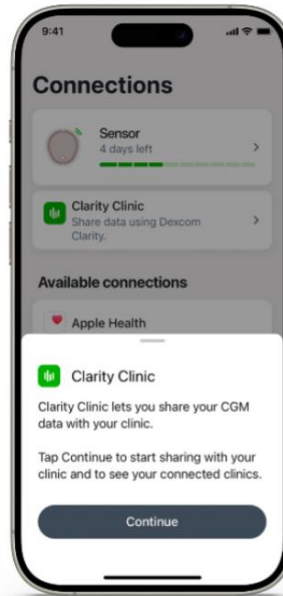 9:41
Connections
Sensor
4 days left
Clarity Clinic
Share data using Dexcom
Clarity.
Available connections
Apple Health
Clarity Clinic
Clarity Clinic lets you share your CGM
data with your clinic.
Tap Continue to start sharing with your
clinic and to see your connected clinics.
Continue